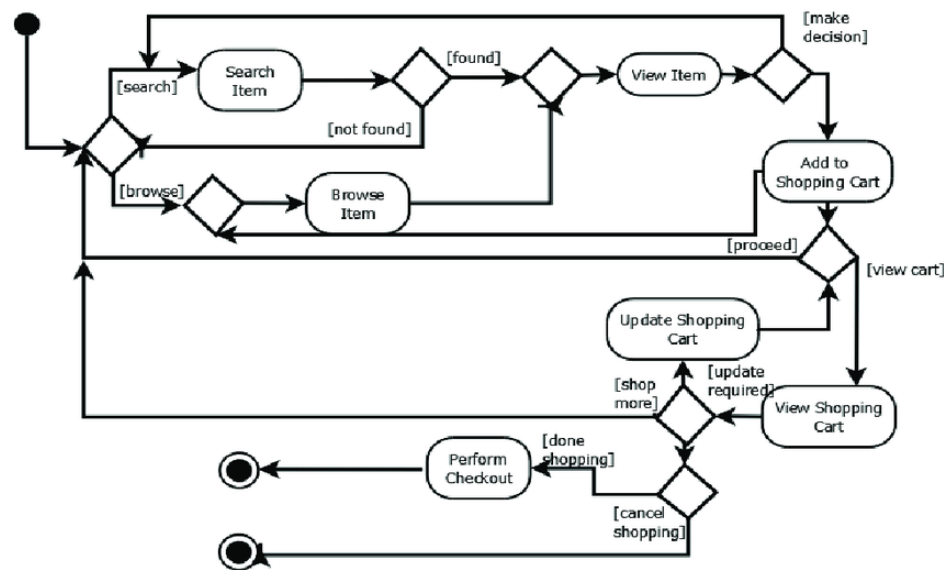 [make
decision]
[found]
Search
Item
View Item
[search]
[not found]
Add to
Shopping Cart
[browse]
Browse
Item
[proceed]
[view cart]
Update Shopping
Cart
[shop
more]
[update
required]
View Shopping
Cart
[done
shopping]
Perform
Checkout
[cancel
shopping]